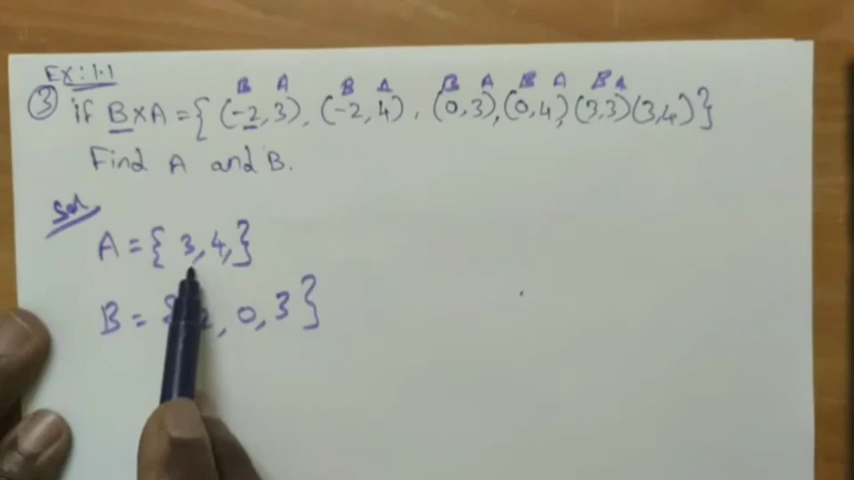 Ex: 1.1
B A B A B A B A B A
③ if B×A = { (-2, 3), (-2, 4), (0, 3), (0, 4), (3,3) (3,4) }
Find A and B.
Sol
A = { 3, 4, }
B = { 2, 0, 3 }